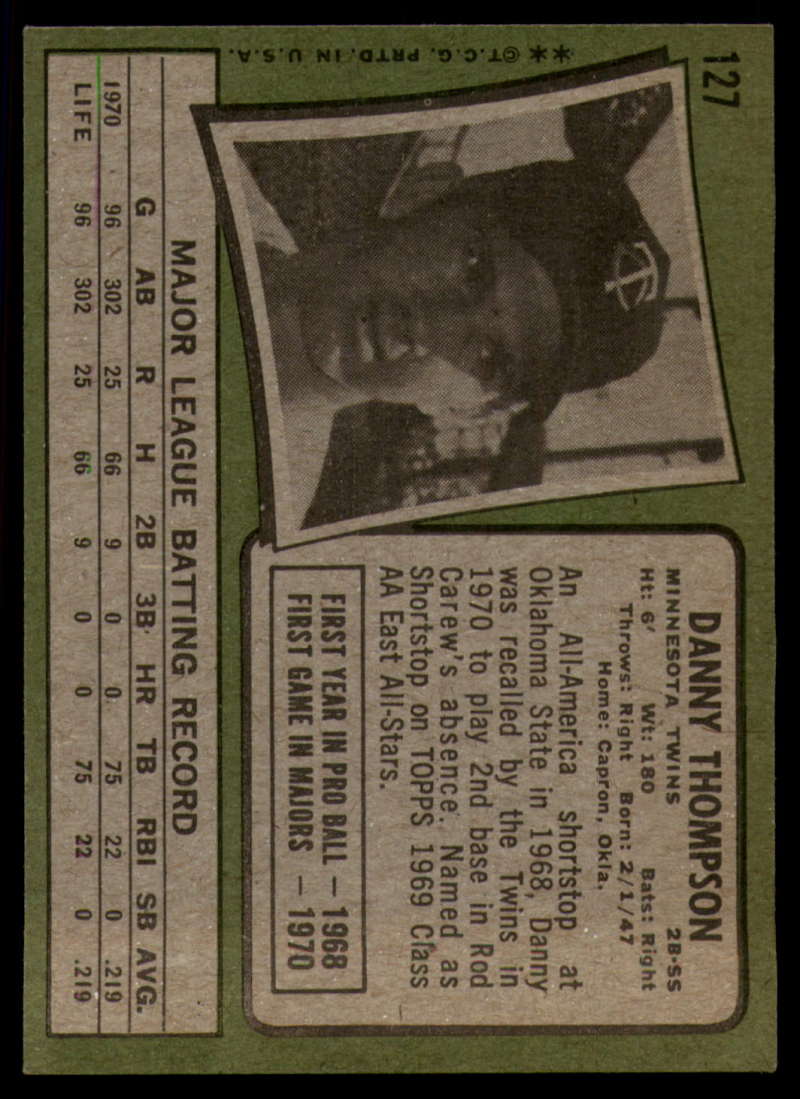 127
**©T.C.G. PRTD. IN U.S.A.
DANNY THOMPSON
MINNESOTA TWINS 2B-SS
Ht: 6' Wt: 180 Bats: Right
Throws: Right Born: 2/1/47
Home: Capron, Okla.
An All-America shortstop at
Oklahoma State in 1968, Danny
was recalled by the Twins in
1970 to play 2nd base in Rod
Carew's absence. Named as
Shortstop on TOPPS 1969 Class
AA East All-Stars.
FIRST YEAR IN PRO BALL — 1968
FIRST GAME IN MAJORS — 1970
MAJOR LEAGUE BATTING RECORD
G AB R H 2B 3B HR TB RBI SB AVG.
1970 96 302 25 66 9 0 0 75 22 0 .219
LIFE 96 302 25 66 9 0 0 75 22 0 .219